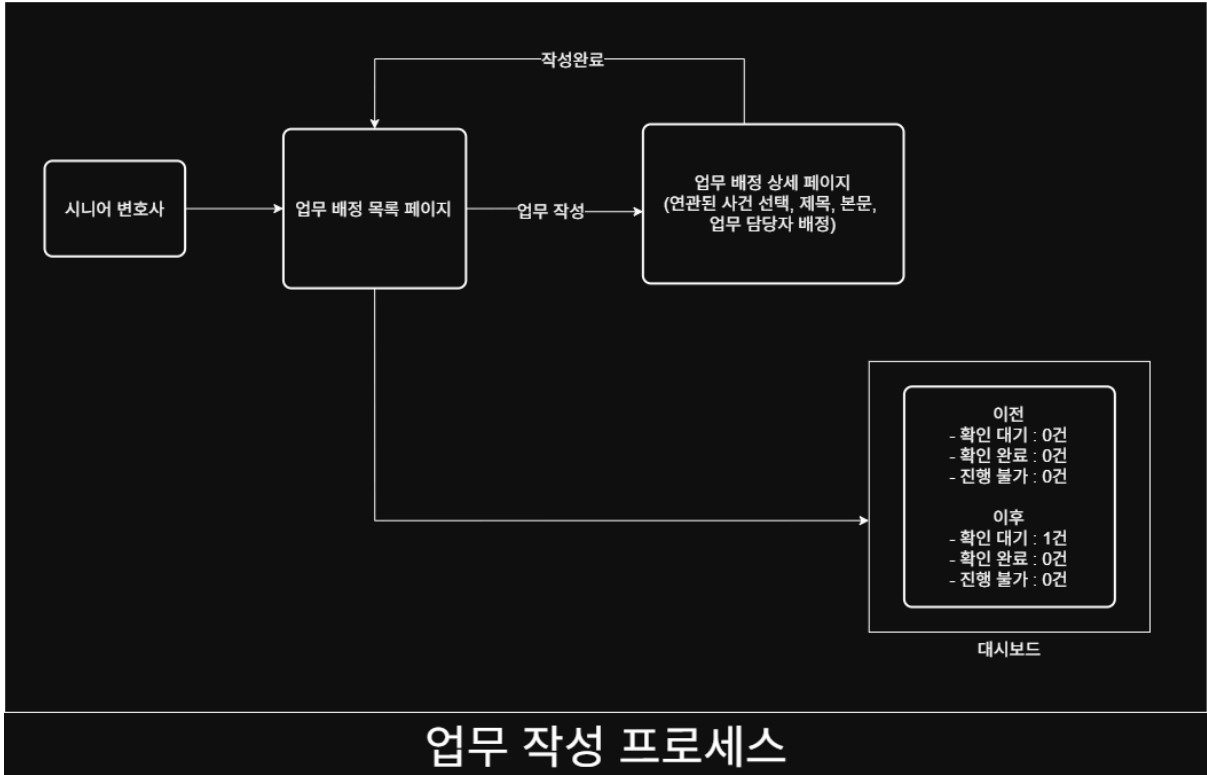 작성완료
시니어 변호사
업무 배정 목록 페이지
업무 작성
업무 배정 상세 페이지
(연관된 사건 선택, 제목, 본문,
업무 담당자 배정)
이전
- 확인 대기 : 0건
- 확인 완료 : 0건
- 진행 불가 : 0건
이후
- 확인 대기 : 1건
- 확인 완료 : 0건
- 진행 불가 : 0건
대시보드
업무 작성 프로세스